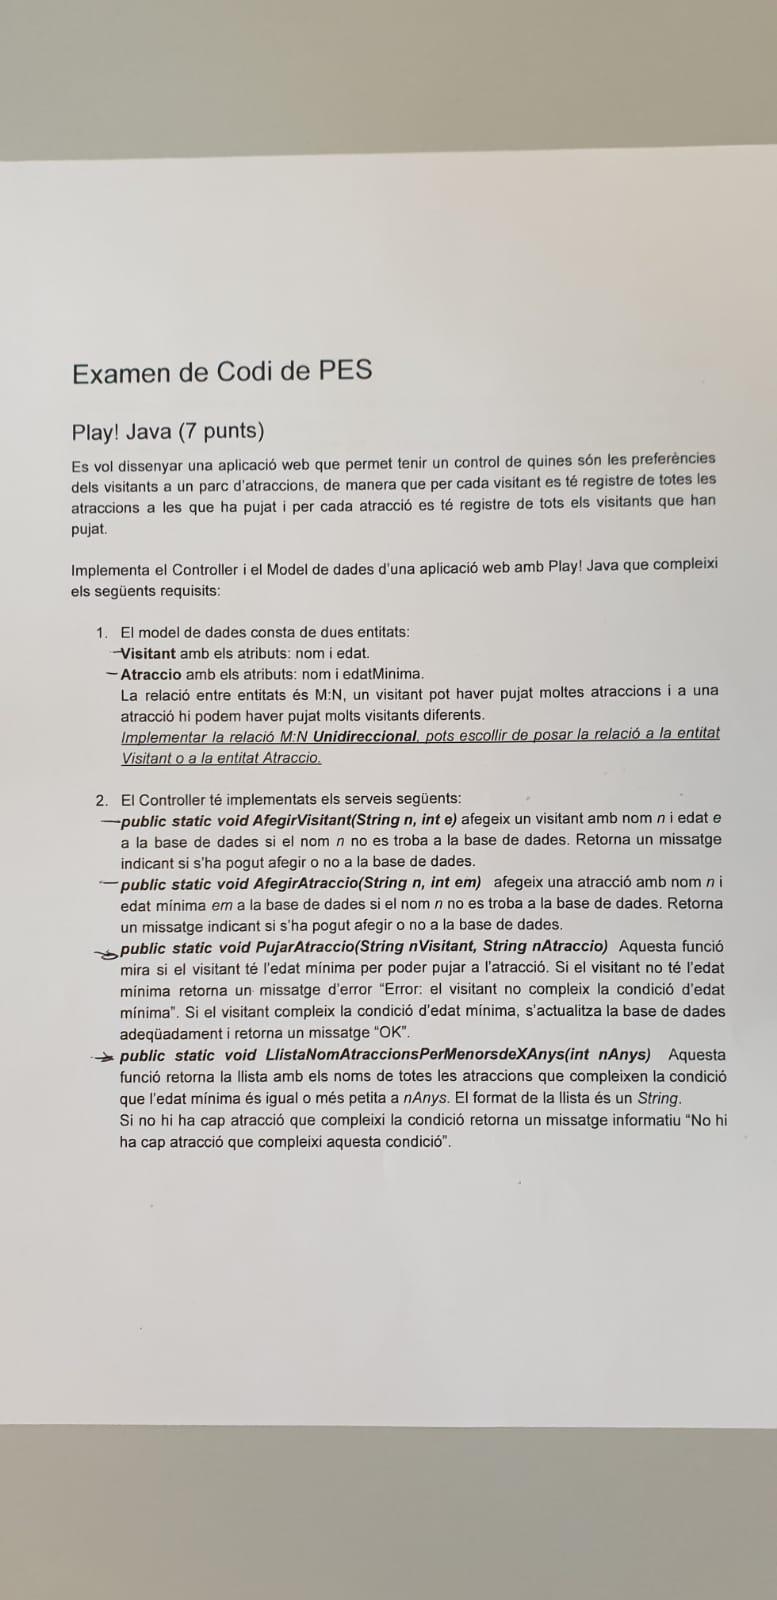 Examen de Codi de PES
Play! Java (7 punts)
Es vol dissenyar una aplicació web que permet tenir un control de quines són les preferències
dels visitants a un parc d'atraccions, de manera que per cada visitant es té registre de totes les
atraccions a les que ha pujat i per cada atracció es té registre de tots els visitants que han
pujat.
Implementa el Controller i el Model de dades d'una aplicació web amb Play! Java que compleixi
els següents requisits:
1. El model de dades consta de dues entitats:
Visitant amb els atributs: nom i edat.
Atraccio amb els atributs: nom i edatMinima.
La relació entre entitats és M:N, un visitant pot haver pujat moltes atraccions i a una
atracció hi podem haver pujat molts visitants diferents.
Implementar la relació M:N Unidireccional, pots escollir de posar la relació a la entitat
Visitant o a la entitat Atraccio.
2. El Controller té implementats els serveis següents:
public static void AfegirVisitant(String n, int e) afegeix un visitant amb nom n i edat e
a la base de dades si el nom n no es troba a la base de dades. Retorna un missatge
indicant si s'ha pogut afegir o no a la base de dades.
public static void AfegirAtraccio(String n, int em) afegeix una atracció amb nom n i
edat mínima em a la base de dades si el nom n no es troba a la base de dades. Retorna
un missatge indicant si s'ha pogut afegir o no a la base de dades.
public static void PujarAtraccio(String nVisitant, String nAtraccio) Aquesta funció
mira si el visitant té l'edat mínima per poder pujar a l'atracció. Si el visitant no té l'edat
mínima retorna un missatge d'error "Error: el visitant no compleix la condició d'edat
mínima". Si el visitant compleix la condició d'edat mínima, s'actualitza la base de dades
adeqüadament i retorna un missatge "OK".
public static void LlistaNomAtraccionsPerMenorsdeXAnys(int nAnys) Aquesta
funció retorna la llista amb els noms de totes les atraccions que compleixen la condició
que l'edat mínima és igual o més petita a nAnys. El format de la llista és un String.
Si no hi ha cap atracció que compleixi la condició retorna un missatge informatiu "No hi
ha cap atracció que compleixi aquesta condició".